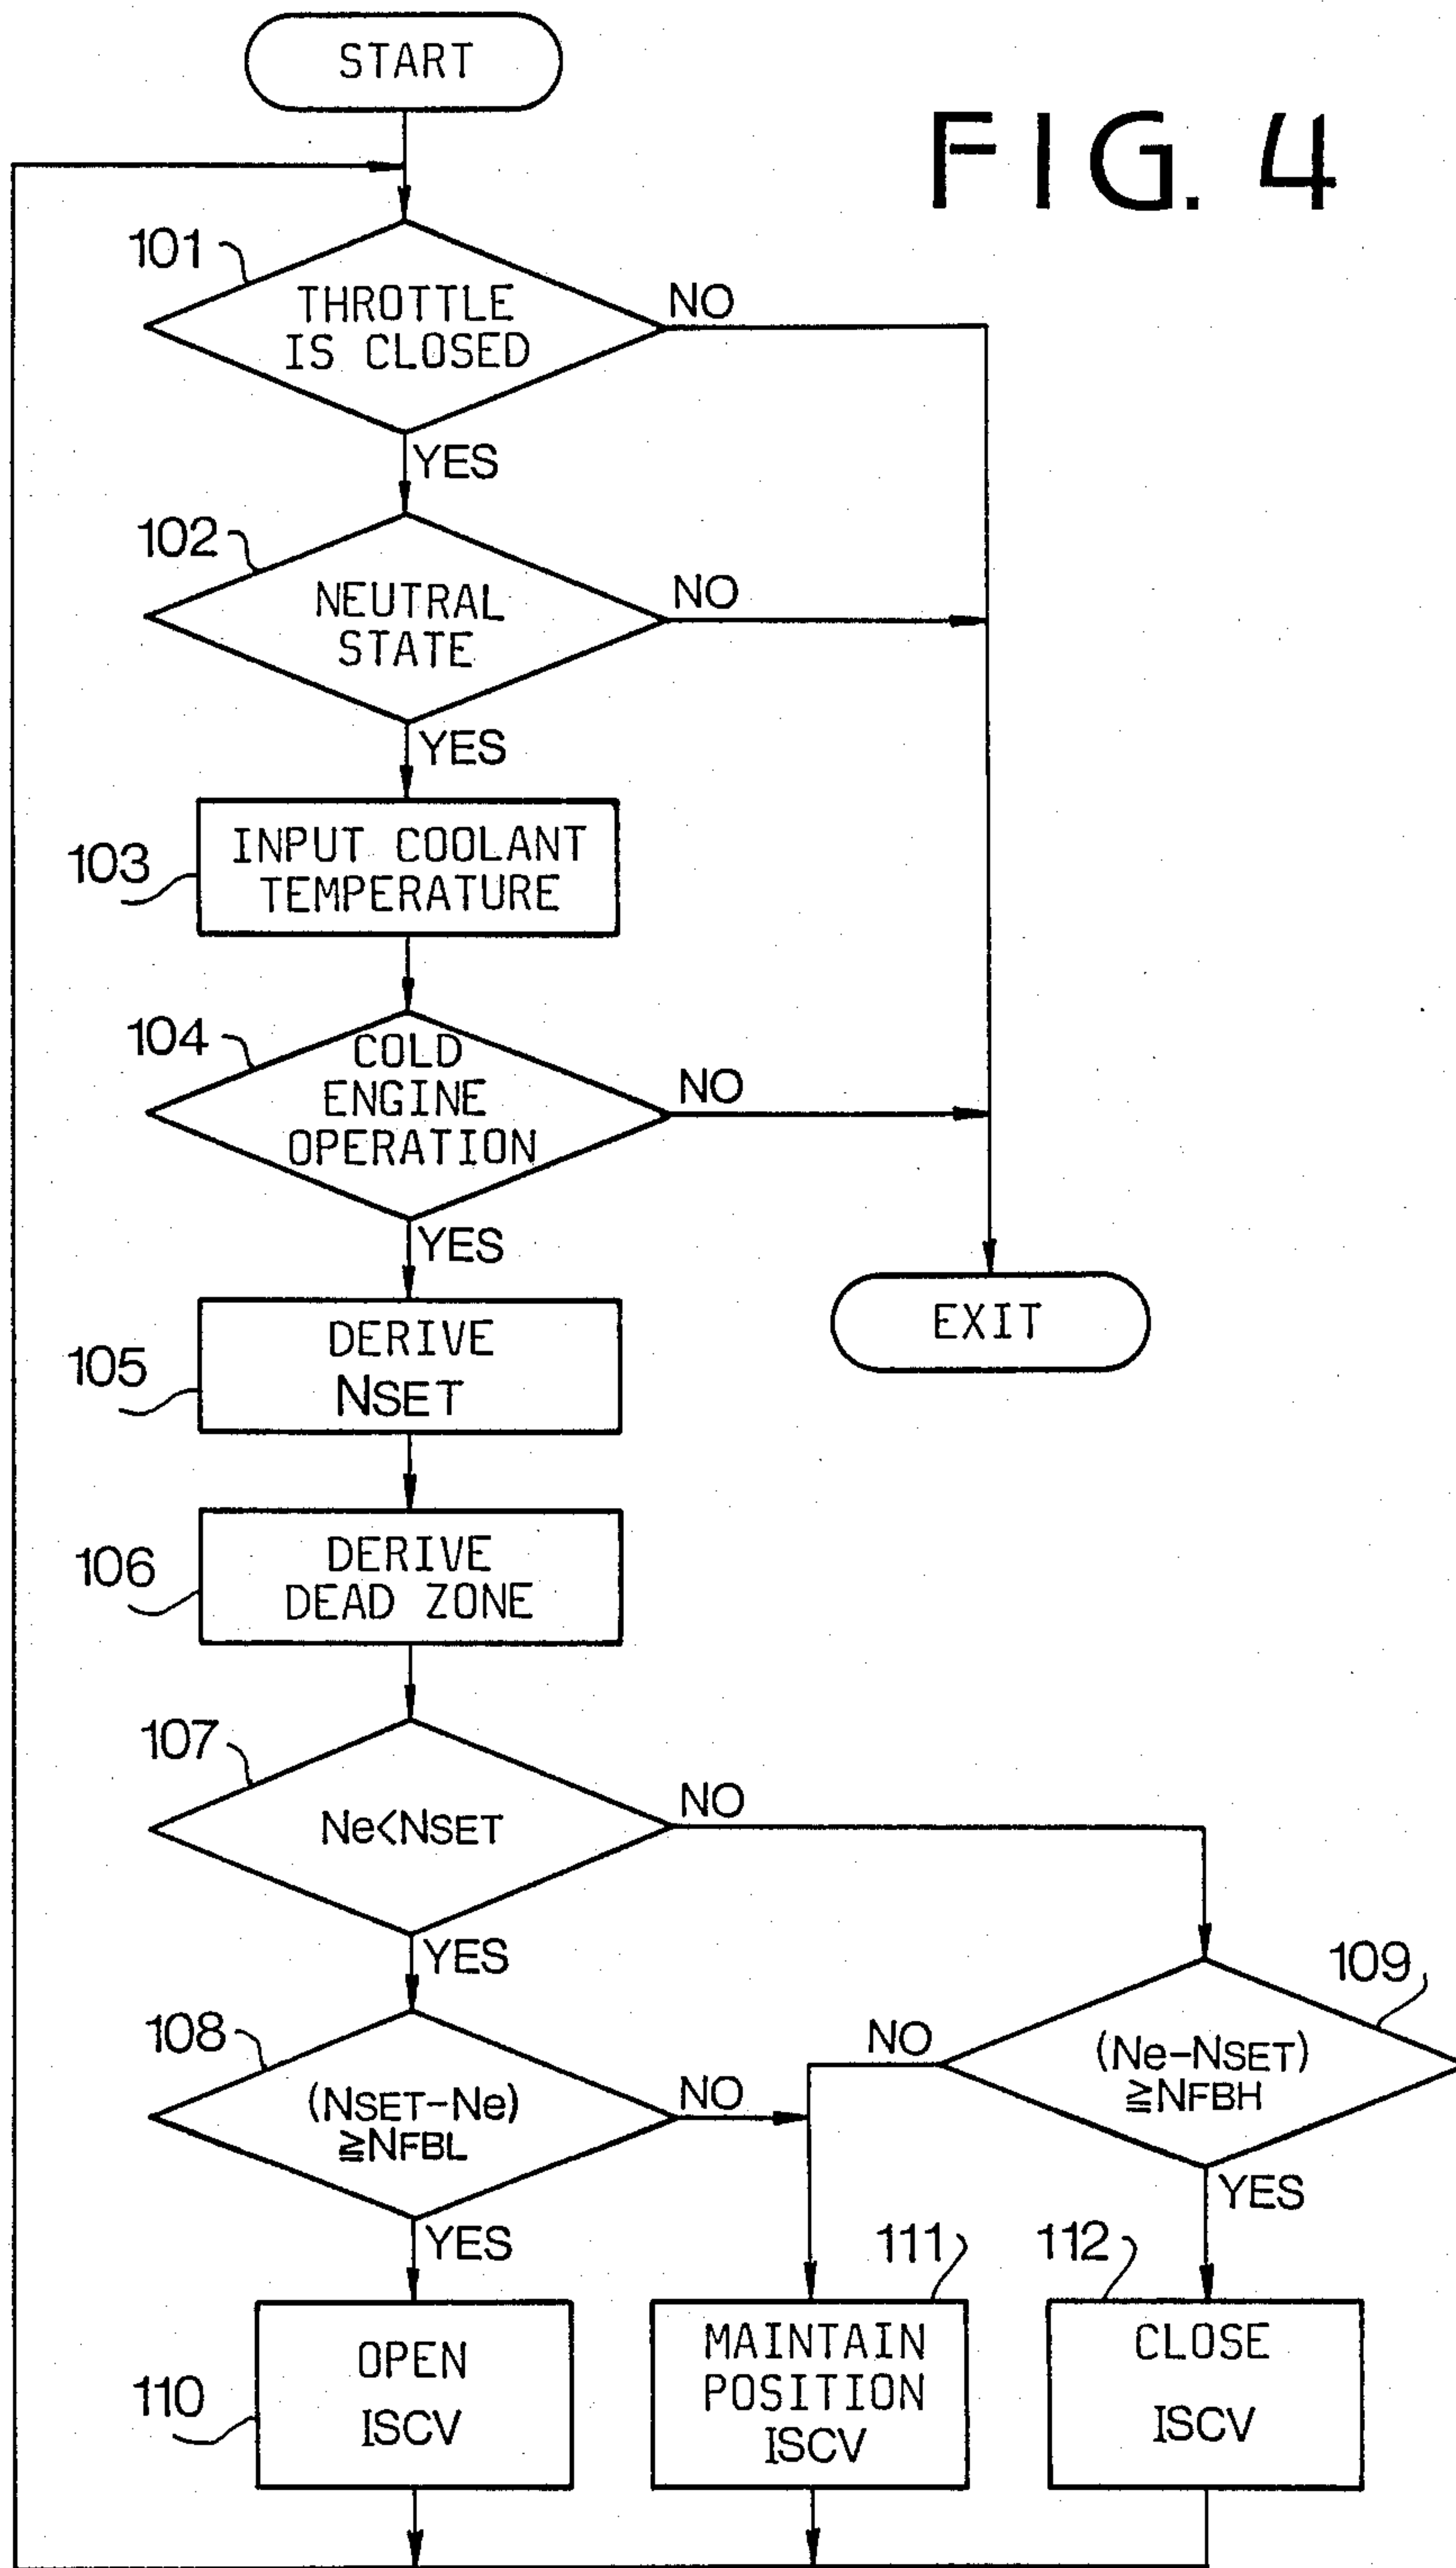 START
FIG. 4
101
THROTTLE
IS CLOSED
NO
YES
102
NEUTRAL
STATE
NO
YES
103
INPUT COOLANT
TEMPERATURE
104
COLD
ENGINE
OPERATION
NO
YES
EXIT
105
DERIVE
NSET
106
DERIVE
DEAD ZONE
107
Ne<NSET
NO
YES
108
(NSET-Ne)
≧NFBL
NO
YES
109
(Ne-NSET)
≧NFBH
NO
YES
110
OPEN
ISCV
111
MAINTAIN
POSITION
ISCV
112
CLOSE
ISCV